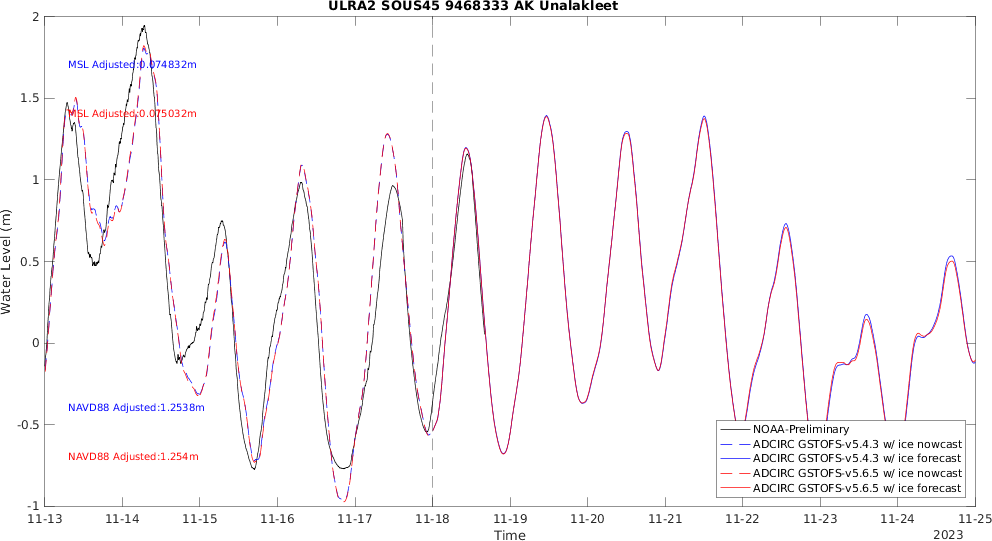 ULRA2 SOUS45 9468333 AK Unalakleet
2
1.5
1
0.5
0
-0.5
-1
Water Level (m)
MSL Adjusted:0.074832m
MSL Adjusted:0.075032m
NAVD88 Adjusted:1.2538m
NAVD88 Adjusted:1.254m
NOAA-Preliminary
ADCIRC GSTOFS-v5.4.3 w/ ice nowcast
ADCIRC GSTOFS-v5.4.3 w/ ice forecast
ADCIRC GSTOFS-v5.6.5 w/ ice nowcast
ADCIRC GSTOFS-v5.6.5 w/ ice forecast
11-13 11-14 11-15 11-16 11-17 11-18 11-19 11-20 11-21 11-22 11-23 11-24 11-25
Time
2023